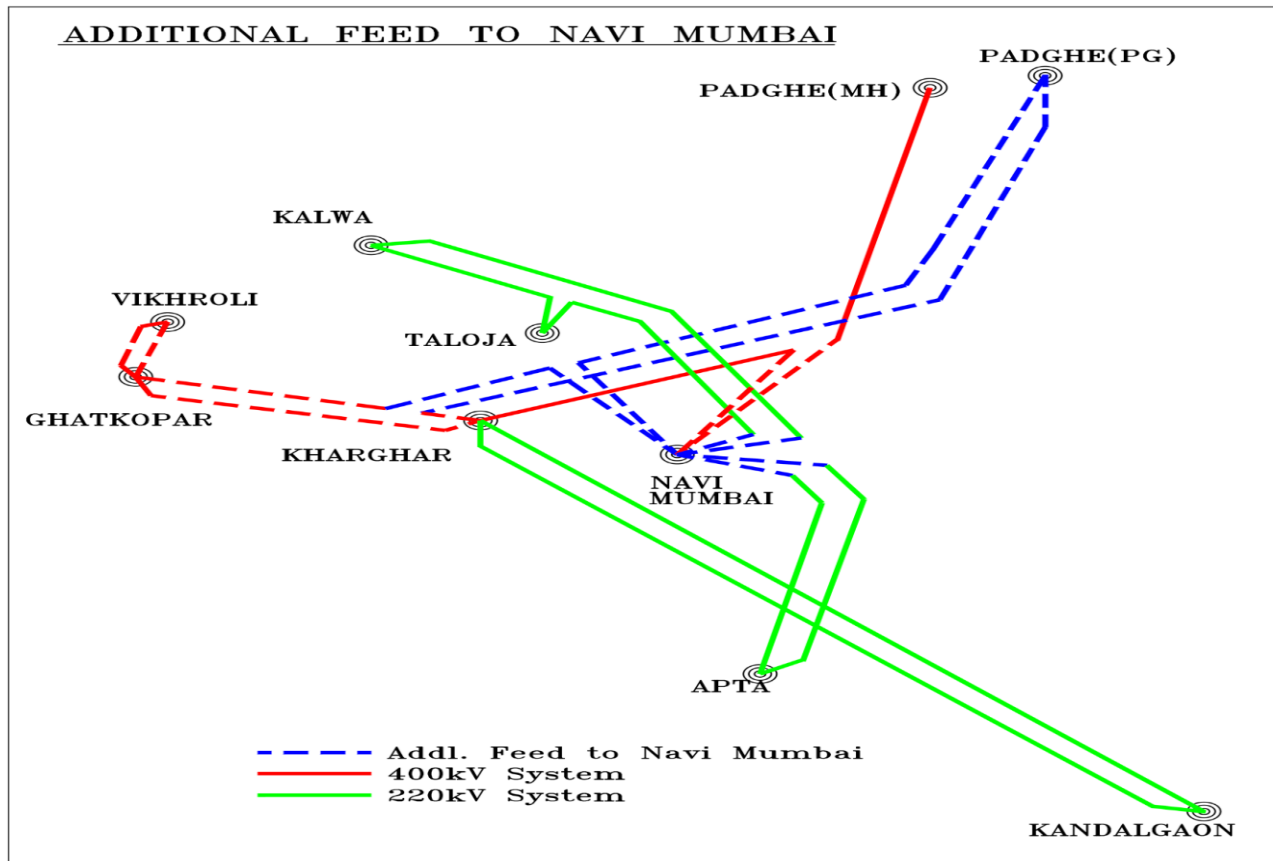 ADDITIONAL FEED TO NAVI MUMBAI
PADGHE(PG)
PADGHE(MH)
KALWA
VIKHROLI
TALOJA
GHATKOPAR
KHARGHAR
NAVI
MUMBAI
APTA
Addl. Feed to Navi Mumbai
400kV System
220kV System
KANDALGAON